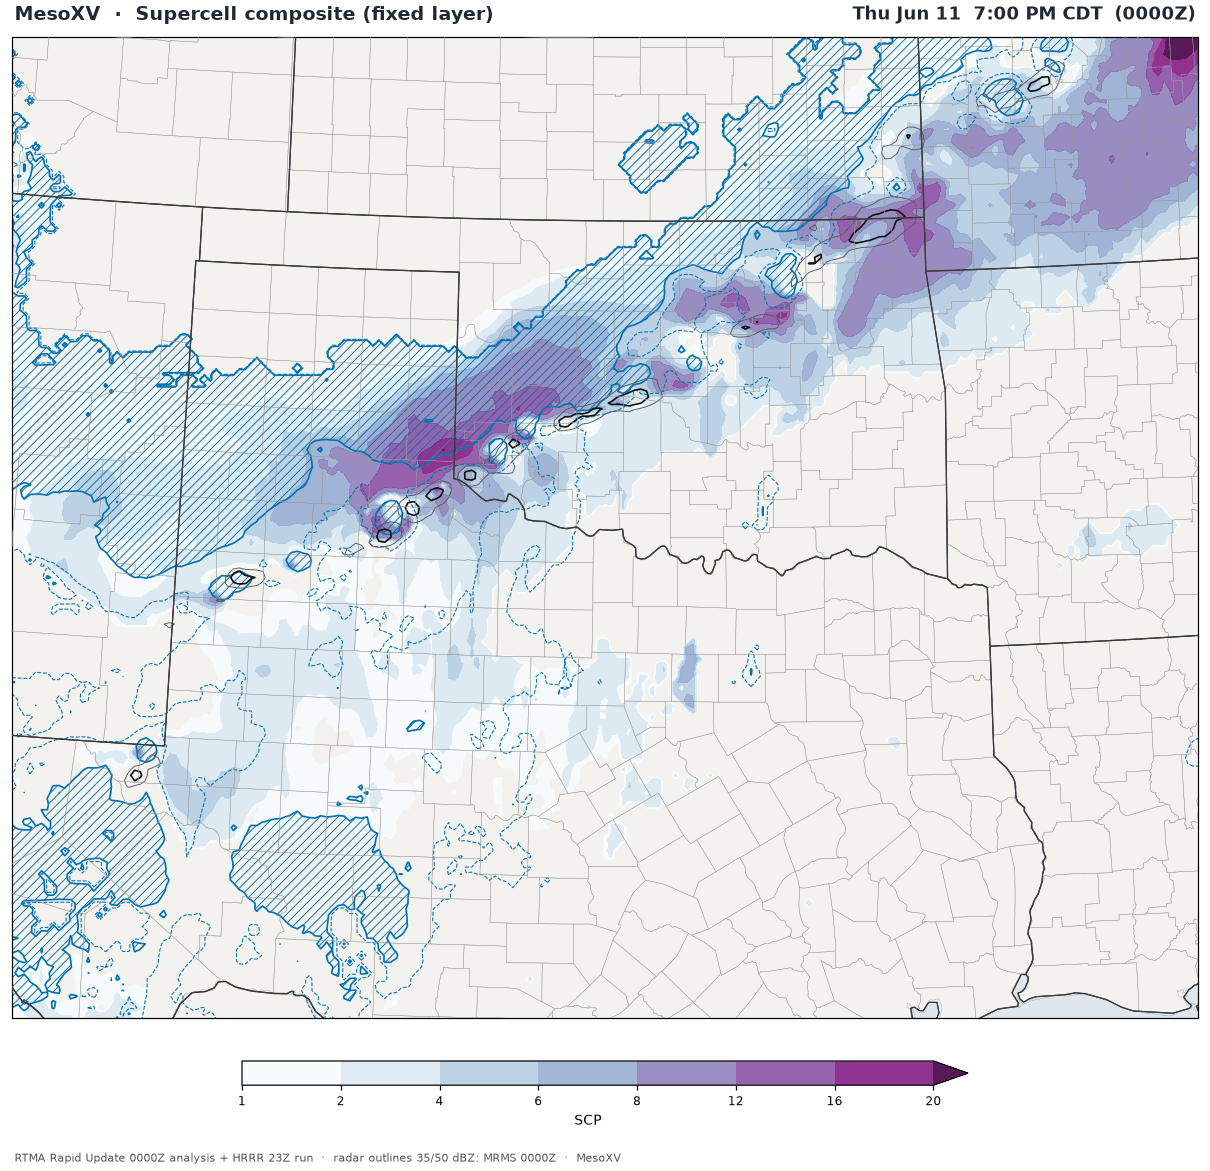 MesoXV · Supercell composite (fixed layer)
Thu Jun 11 7:00 PM CDT (0000Z)
1 2 4 6 8 12 16 20
SCP
RTMA Rapid Update 0000Z analysis + HRRR 23Z run · radar outlines 35/50 dBZ: MRMS 0000Z · MesoXV